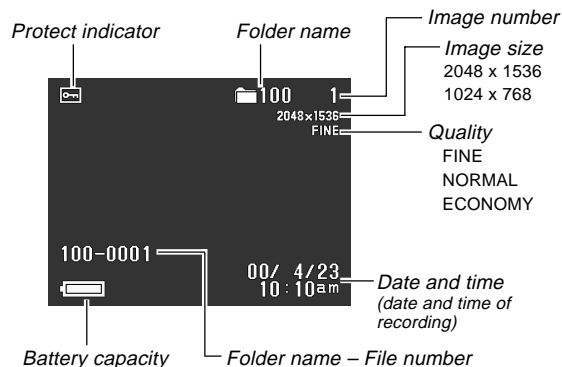 Protect indicator
Folder name
Image number
Image size
2048 x 1536
1024 x 768
100 1
2048×1536
FINE
Quality
FINE
NORMAL
ECONOMY
100-0001
00/ 4/23
10:10am
Date and time
(date and time of
recording)
Battery capacity
Folder name – File number